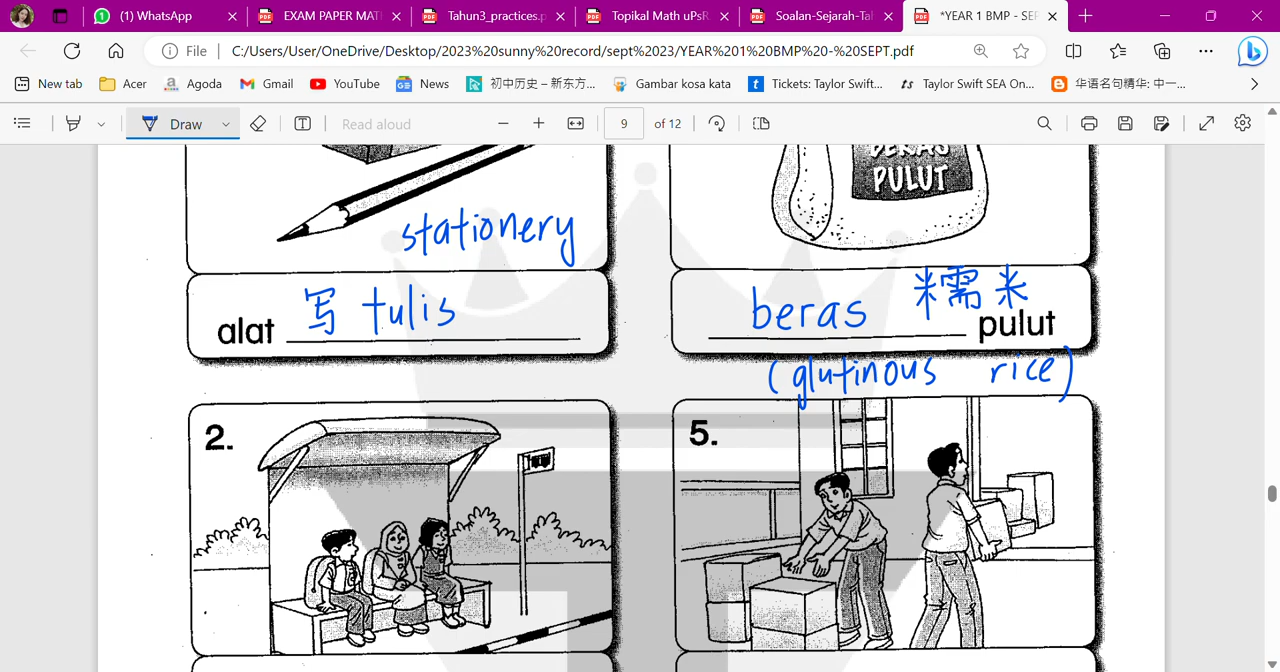 (1) WhatsApp
EXAM PAPER MAT
Tahun3_practices.p
Topikal Math uPsR
Soalan-Sejarah-Tal
*YEAR 1 BMP - SEP
File
C:/Users/User/OneDrive/Desktop/2023%20sunny%20record/sept%2023/YEAR%201%20BMP%20-%20SEPT.pdf
New tab
Acer
Agoda
Gmail
YouTube
News
初中历史 – 新东方...
Gambar kosa kata
Tickets: Taylor Swift...
Taylor Swift SEA On...
华语名句精华: 中一...
Draw
Read aloud
9
of 12
BERAS
PULUT
stationery
写 tulis
alat
beras 糯米
pulut
(glutinous rice)
2.
5.